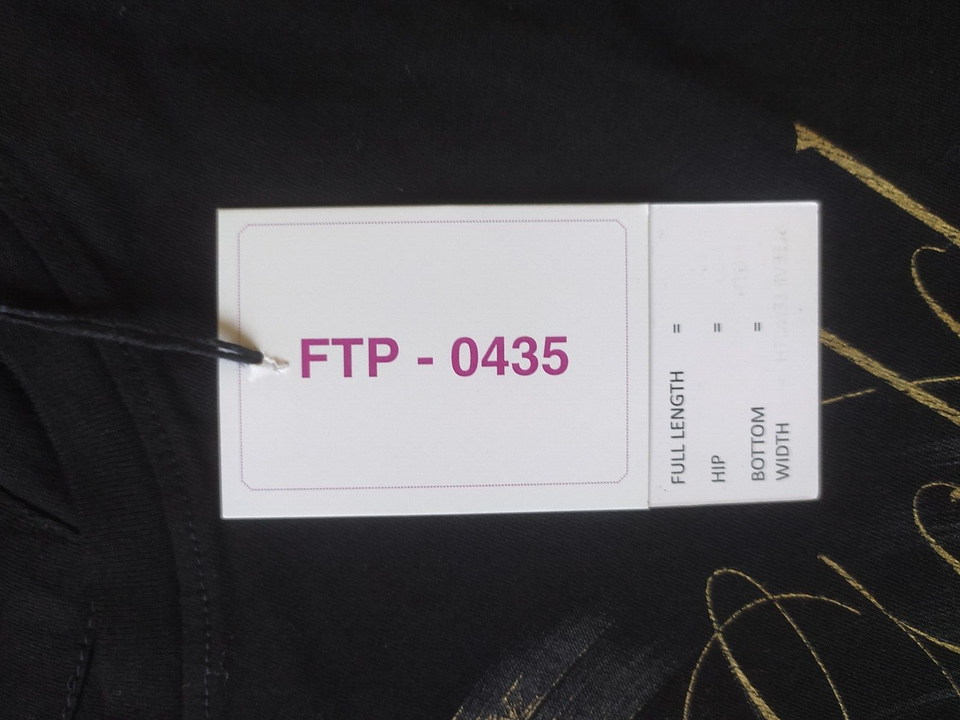 FTP - 0435
FULL LENGTH =
HIP =
BOTTOM =
WIDTH